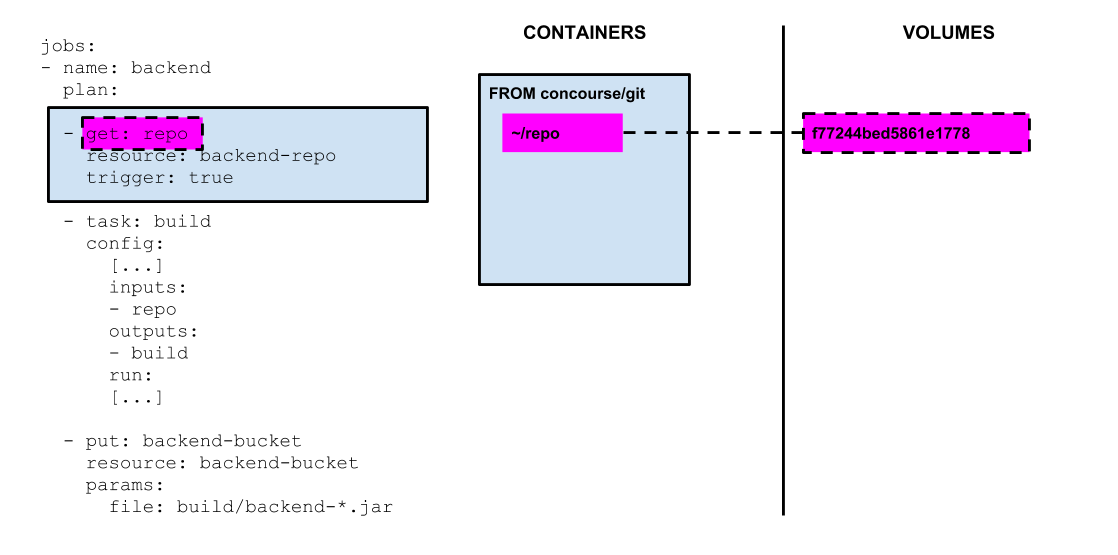 jobs:
- name: backend
  plan:
  - get: repo
    resource: backend-repo
    trigger: true
  - task: build
    config:
      [...]
      inputs:
      - repo
      outputs:
      - build
      run:
      [...]
  - put: backend-bucket
    resource: backend-bucket
    params:
      file: build/backend-*.jar
CONTAINERS
FROM concourse/git
~/repo
VOLUMES
f77244bed5861e1778